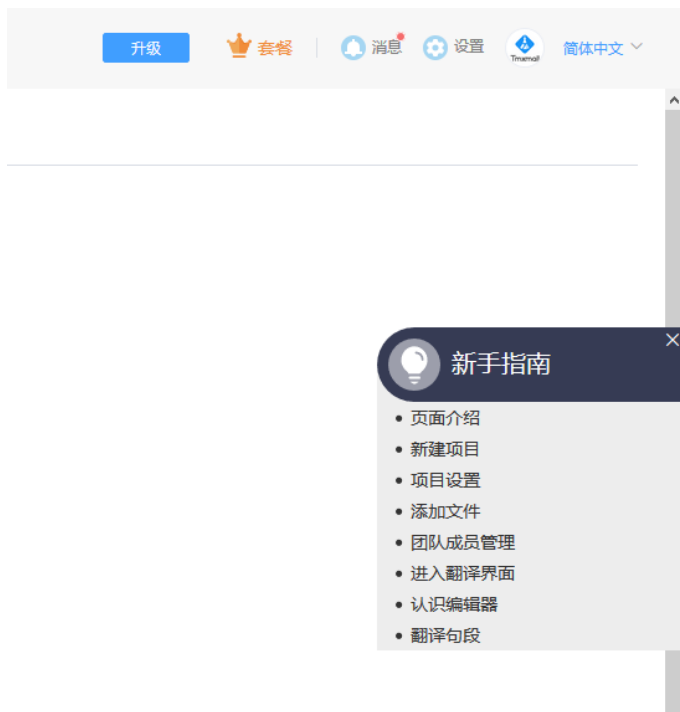 升级 套餐 消息 设置 Tmxmall 简体中文
新手指南
页面介绍
新建项目
项目设置
添加文件
团队成员管理
进入翻译界面
认识编辑器
翻译句段